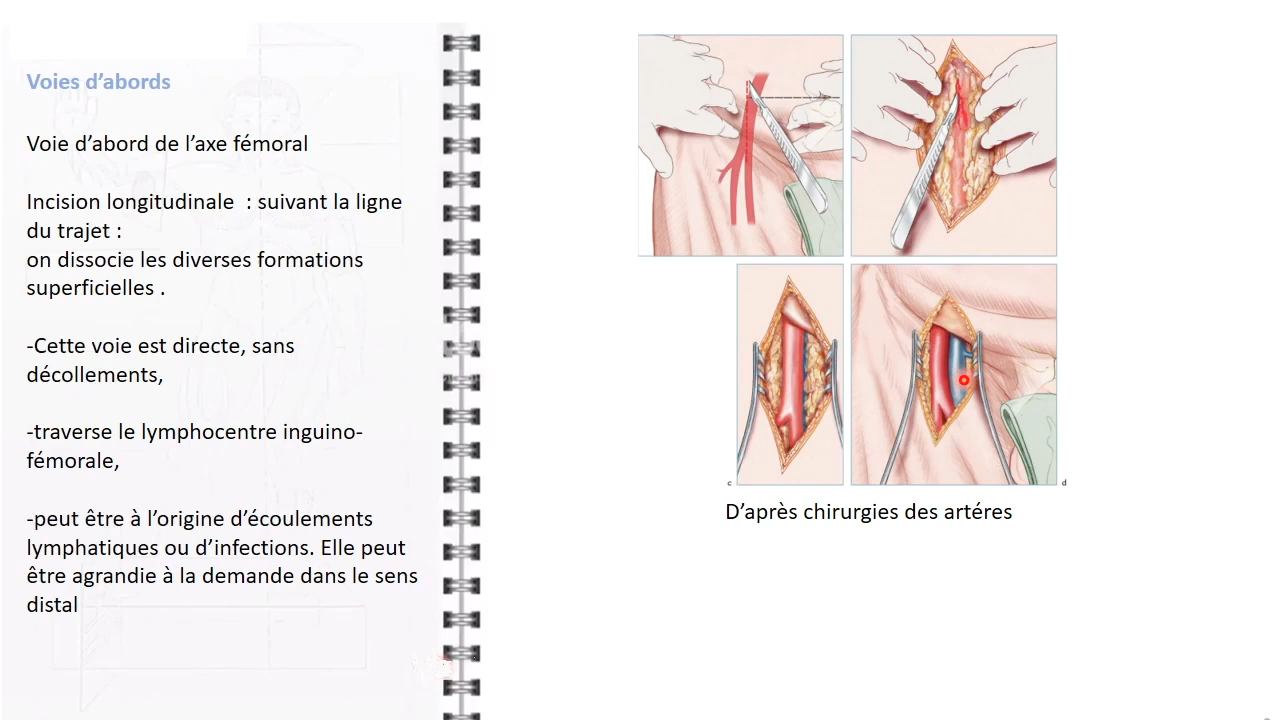 Voies d’abords
Voie d’abord de l’axe fémoral
Incision longitudinale  : suivant la ligne
du trajet :
on dissocie les diverses formations
superficielles .
-Cette voie est directe, sans
décollements,
-traverse le lymphocentre inguino-
fémorale,
-peut être à l’origine d’écoulements
lymphatiques ou d’infections. Elle peut
être agrandie à la demande dans le sens
distal
c
d
D’après chirurgies des artéres